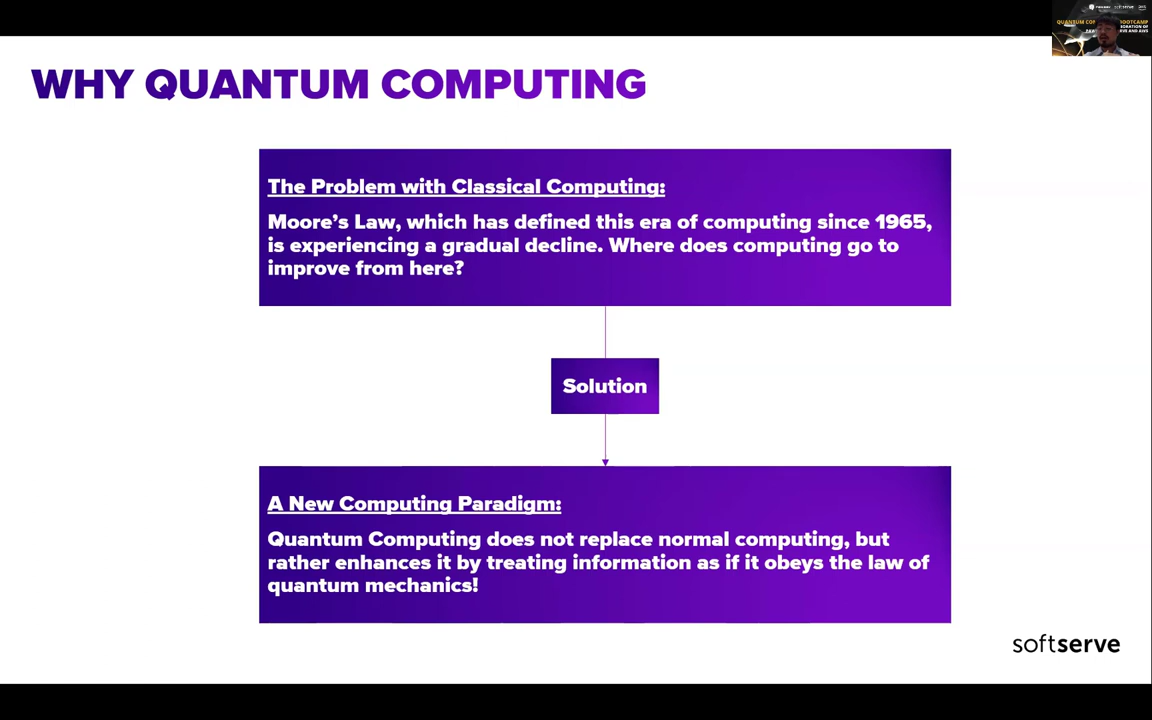 WHY QUANTUM COMPUTING
The Problem with Classical Computing:
Moore's Law, which has defined this era of computing since 1965,
is experiencing a gradual decline. Where does computing go to
improve from here?
Solution
A New Computing Paradigm:
Quantum Computing does not replace normal computing, but
rather enhances it by treating information as if it obeys the law of
quantum mechanics!
softserve